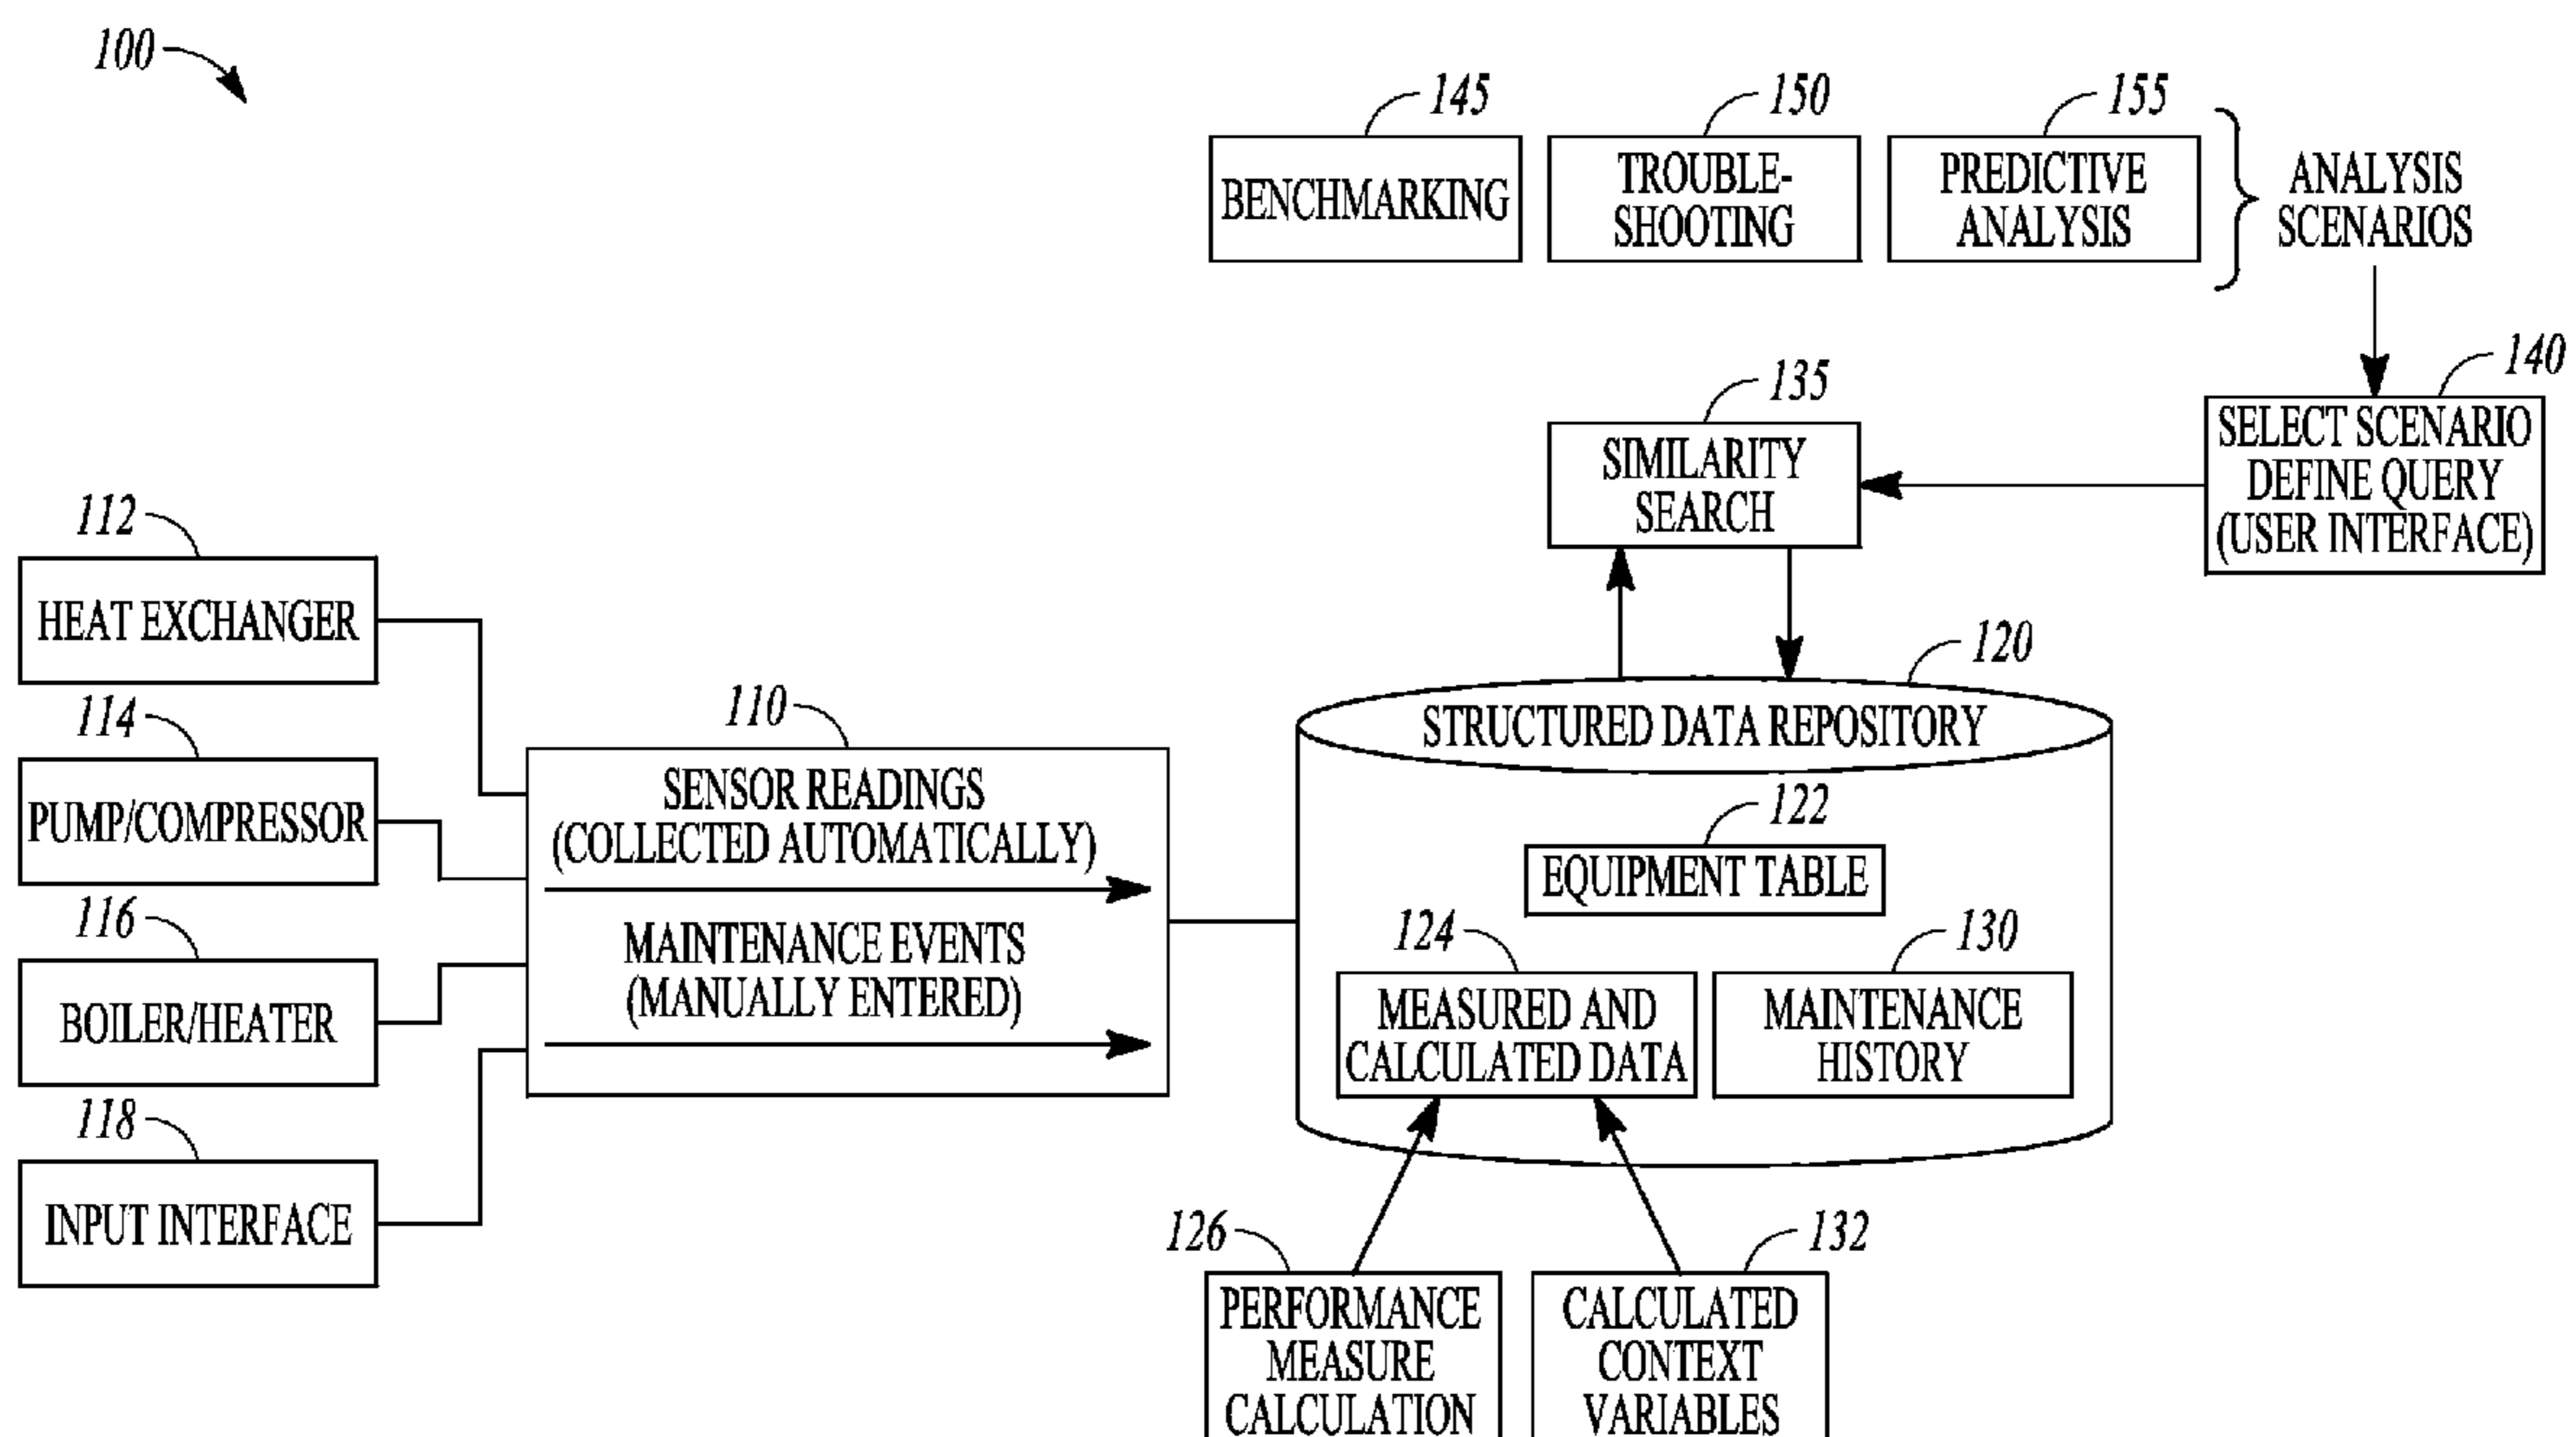 100
145
150
155
BENCHMARKING
TROUBLE-
SHOOTING
PREDICTIVE
ANALYSIS
ANALYSIS
SCENARIOS
140
SELECT SCENARIO
DEFINE QUERY
(USER INTERFACE)
135
SIMILARITY
SEARCH
112
HEAT EXCHANGER
114
PUMP/COMPRESSOR
116
BOILER/HEATER
118
INPUT INTERFACE
110
SENSOR READINGS
(COLLECTED AUTOMATICALLY)
MAINTENANCE EVENTS
(MANUALLY ENTERED)
120
STRUCTURED DATA REPOSITORY
122
EQUIPMENT TABLE
124
MEASURED AND
CALCULATED DATA
130
MAINTENANCE
HISTORY
126
PERFORMANCE
MEASURE
CALCULATION
132
CALCULATED
CONTEXT
VARIABLES